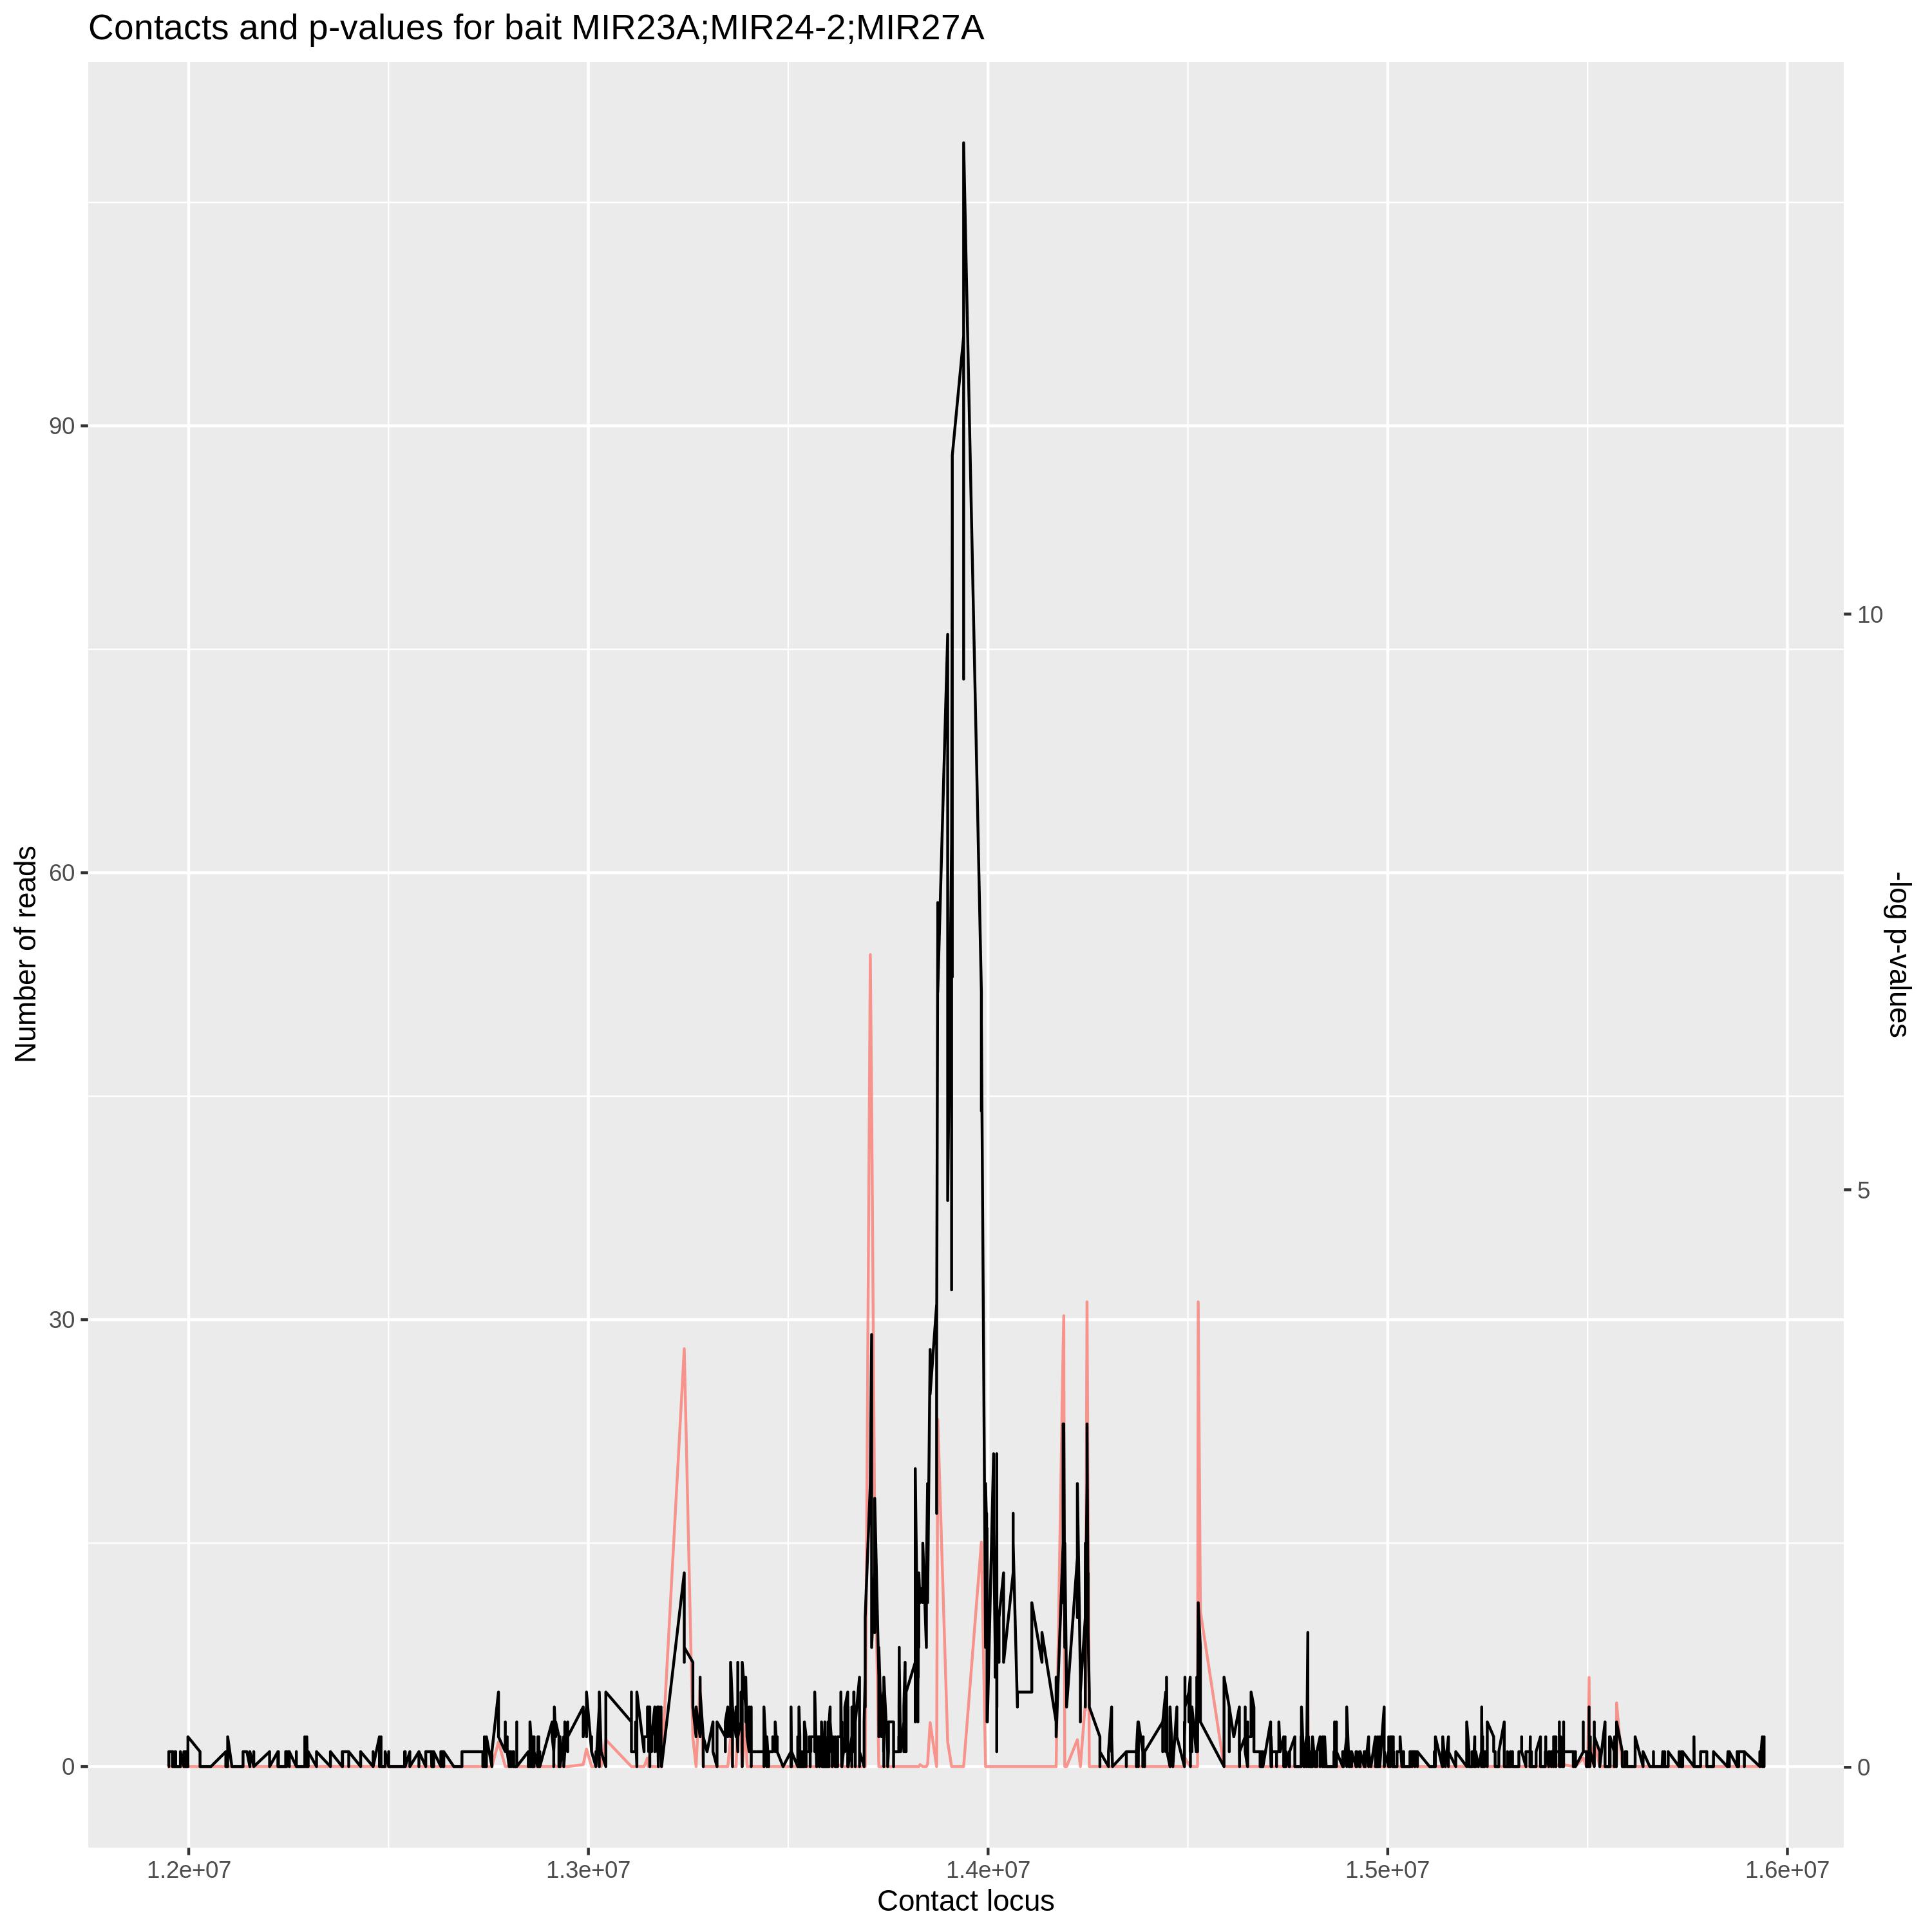 Contacts and p-values for bait MIR23A;MIR24-2;MIR27A
90
60
30
0
10
5
0
Number of reads
-log p-values
1.2e+07 1.3e+07 1.4e+07 1.5e+07 1.6e+07
Contact locus